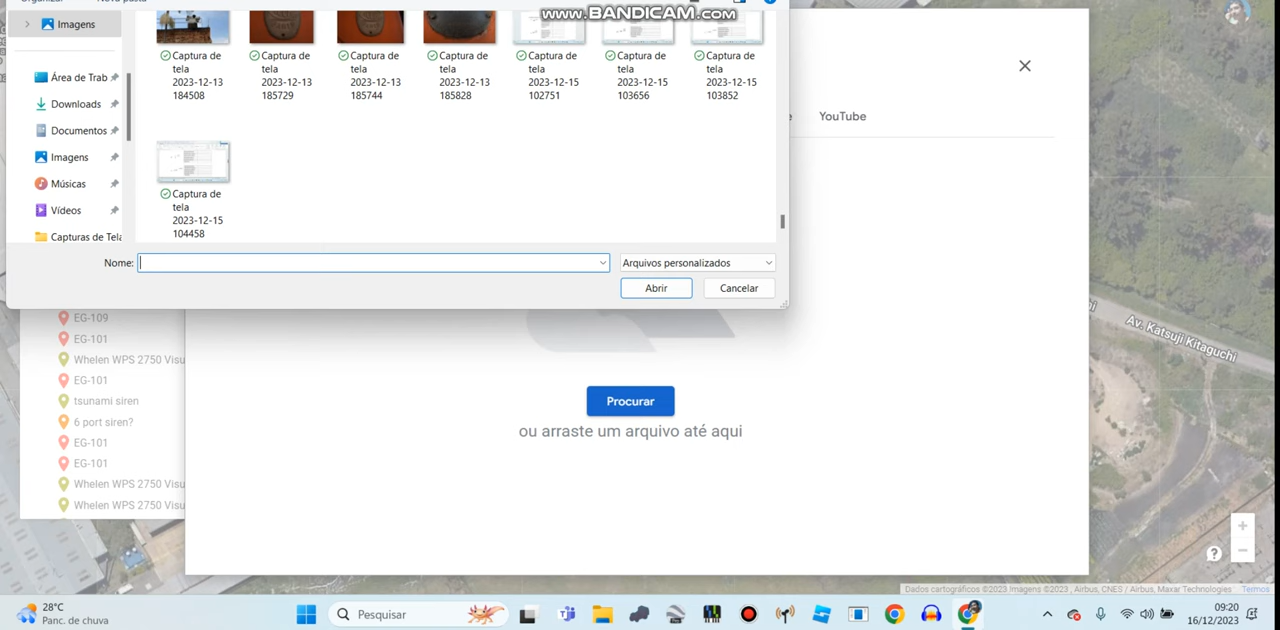 Organizar
Nova pasta
www.BANDICAM.com
Imagens
Área de Trab
Downloads
Documentos
Imagens
Músicas
Vídeos
Capturas de Tela
Captura de
tela
2023-12-13
184508
Captura de
tela
2023-12-13
185729
Captura de
tela
2023-12-13
185744
Captura de
tela
2023-12-13
185828
Captura de
tela
2023-12-15
102751
Captura de
tela
2023-12-15
103656
Captura de
tela
2023-12-15
103852
Captura de
tela
2023-12-15
104458
Nome:
Arquivos personalizados
Abrir
Cancelar
YouTube
Procurar
ou arraste um arquivo até aqui
EG-109
EG-101
Whelen WPS 2750 Visu
EG-101
tsunami siren
6 port siren?
EG-101
EG-101
Whelen WPS 2750 Visu
Whelen WPS 2750 Visu
Av. Katsuji Kitaguchi
Dados cartográficos ©2023 Imagens ©2023 , Airbus, CNES / Airbus, Maxar Technologies
Termos
28°C
Panc. de chuva
Pesquisar
09:20
16/12/2023